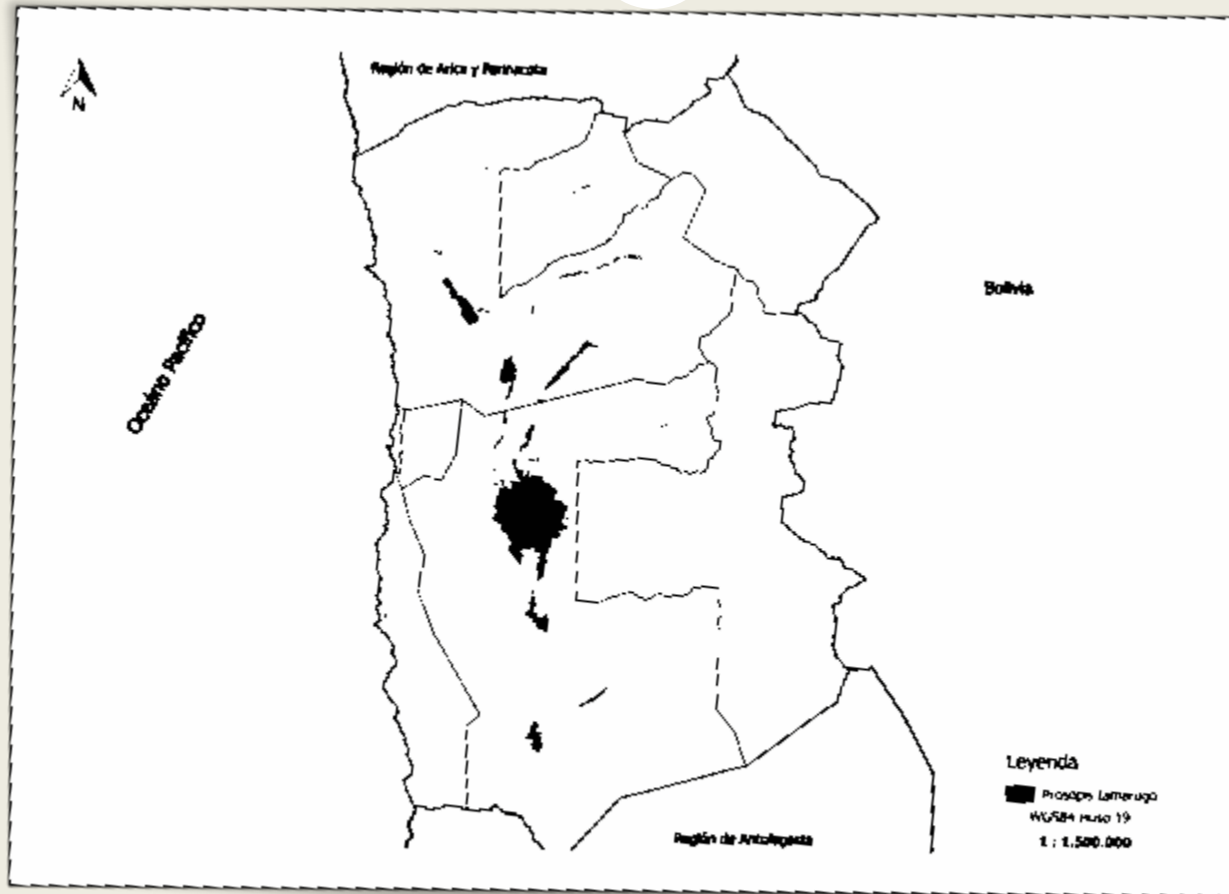 N
Región de Arica y Parinacota
Bolivia
Océano Pacífico
Leyenda
Prosopis tamarugo
WGS84 Huso 19
1 : 1.500.000
Región de Antofagasta